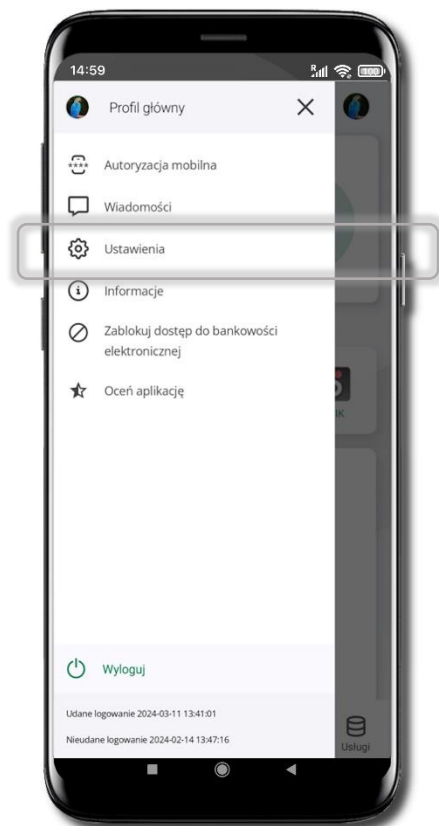 14:59
R
Profil główny
Autoryzacja mobilna
Wiadomości
Ustawienia
Informacje
Zablokuj dostęp do bankowości
elektronicznej
Oceń aplikację
Wyloguj
Udane logowanie 2024-03-11 13:41:01
Nieudane logowanie 2024-02-14 13:47:16
Usługi